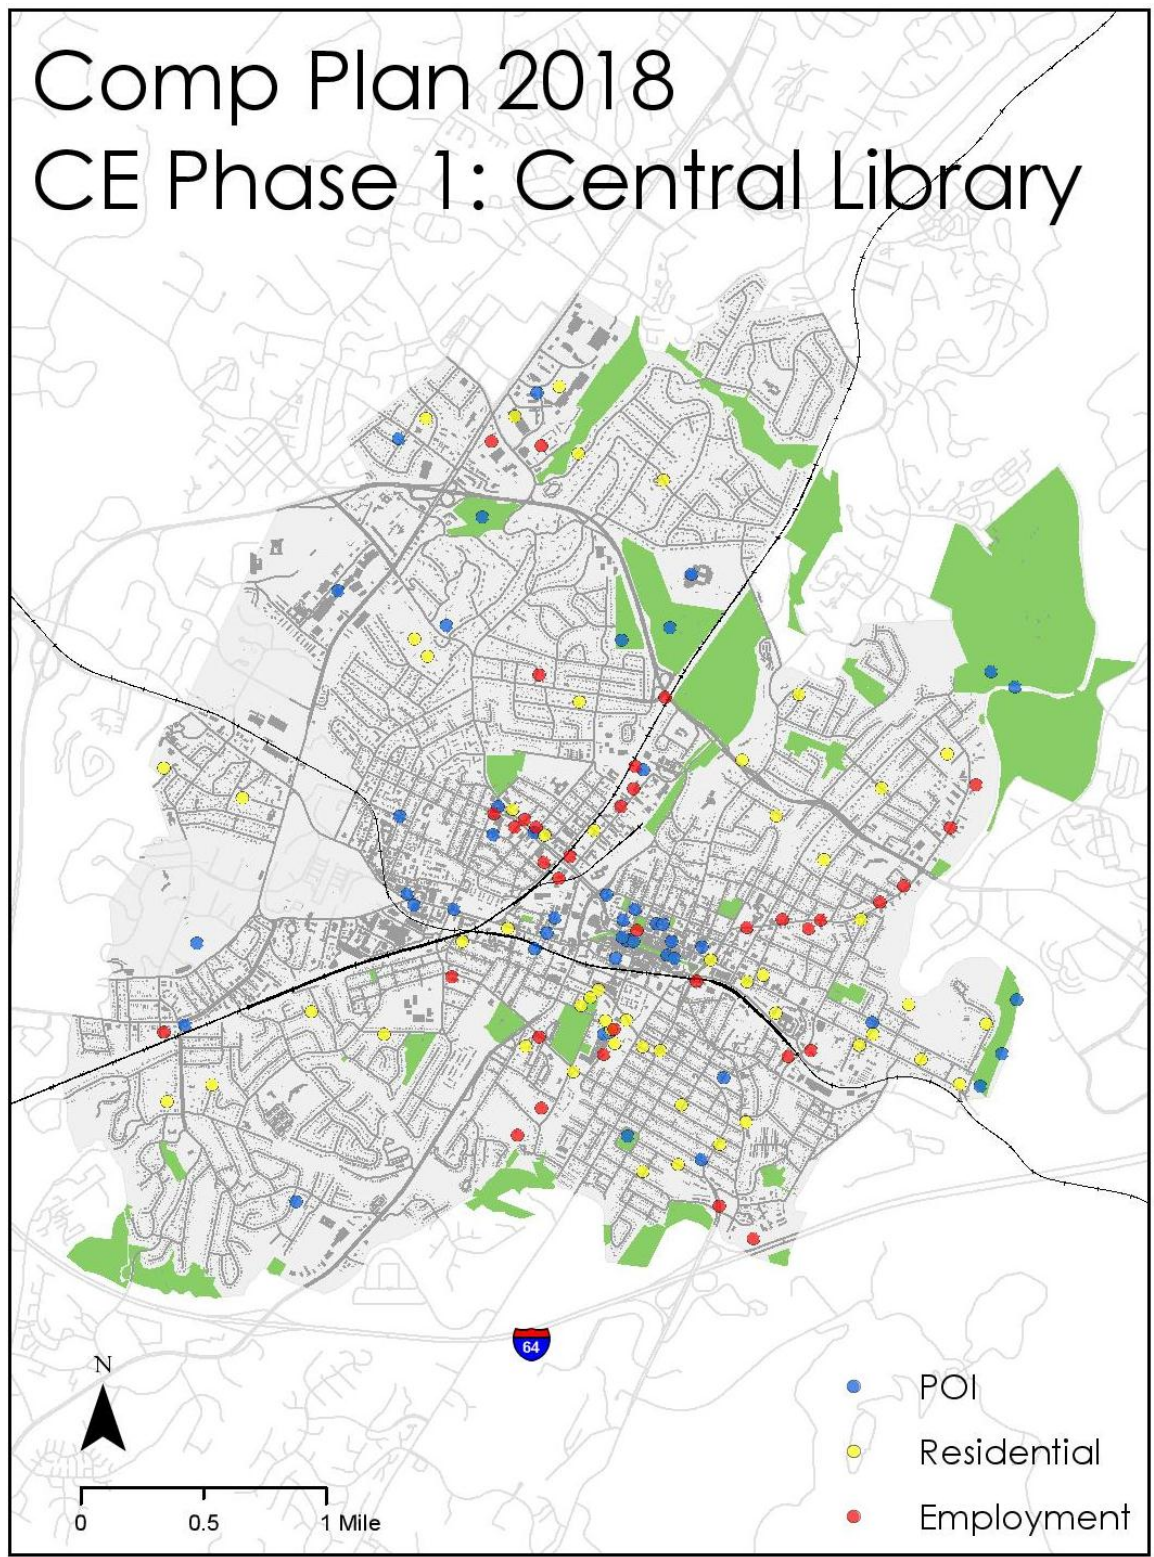 Comp Plan 2018
CE Phase 1: Central Library
64
N
POI
Residential
Employment
0 0.5 1 Mile